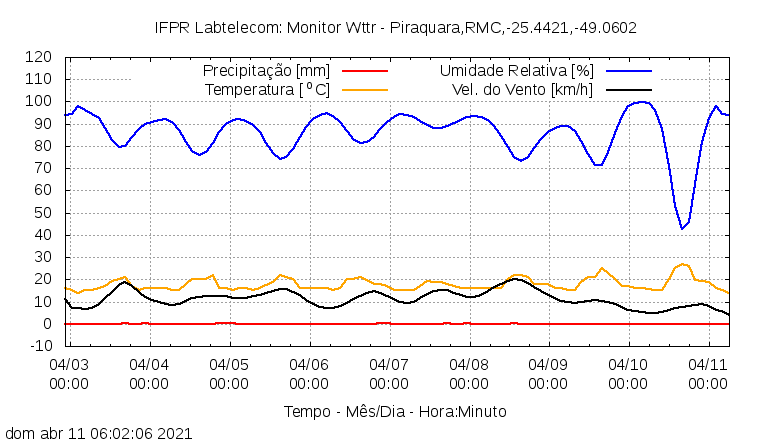 IFPR Labtelecom: Monitor Wttr - Piraquara,RMC,-25.4421,-49.0602
120
110
100
90
80
70
60
50
40
30
20
10
0
-10
Precipitação [mm]
Temperatura [ºC]
Umidade Relativa [%]
Vel. do Vento [km/h]
04/03 04/04 04/05 04/06 04/07 04/08 04/09 04/10 04/11
00:00 00:00 00:00 00:00 00:00 00:00 00:00 00:00 00:00
Tempo - Mês/Dia - Hora:Minuto
dom abr 11 06:02:06 2021